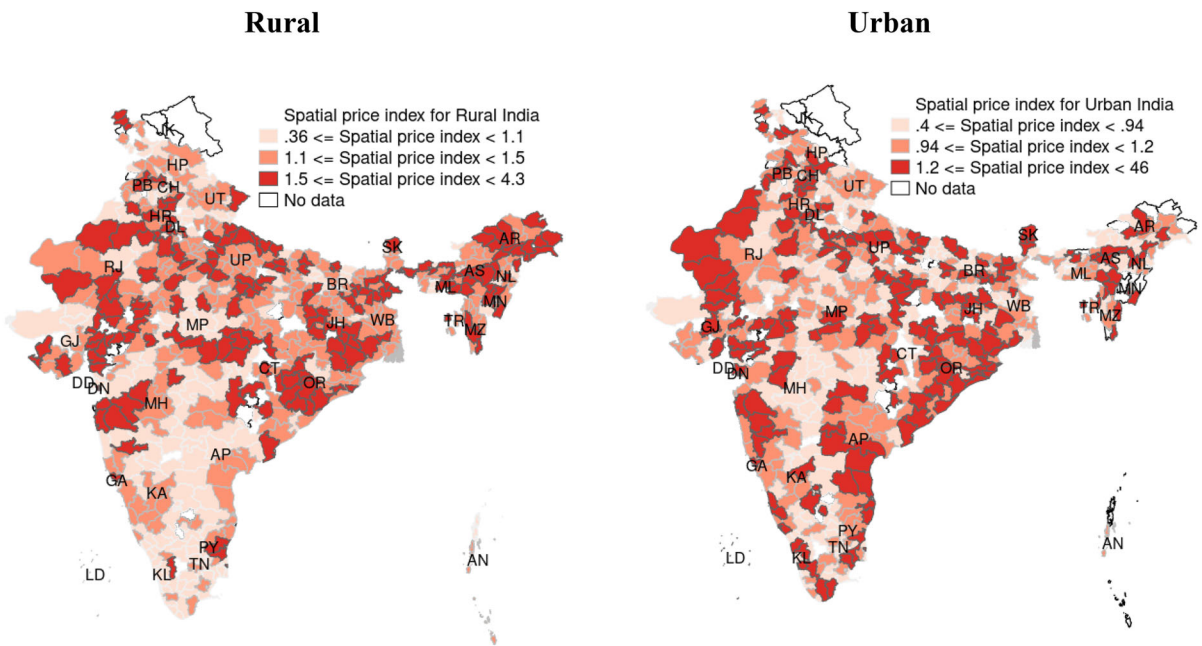 Rural
Urban
Spatial price index for Rural India
.36 <= Spatial price index < 1.1
1.1 <= Spatial price index < 1.5
1.5 <= Spatial price index < 4.3
No data
JK
HP
PB CH
UT
HR
DL
RJ
UP
SK
AR
AS
NL
BR
ML
MN
MP
JH
WB
TR
MZ
GJ
CT
DD
DN
OR
MH
AP
GA
KA
PY
TN
LD
KL
AN
Spatial price index for Urban India
.4 <= Spatial price index < .94
.94 <= Spatial price index < 1.2
1.2 <= Spatial price index < 46
No data
JK
HP
PB CH
UT
HR
DL
RJ
UP
SK
AR
AS
NL
BR
ML
MN
MP
JH
WB
TR
MZ
GJ
CT
DD
DN
OR
MH
AP
GA
KA
PY
TN
LD
KL
AN